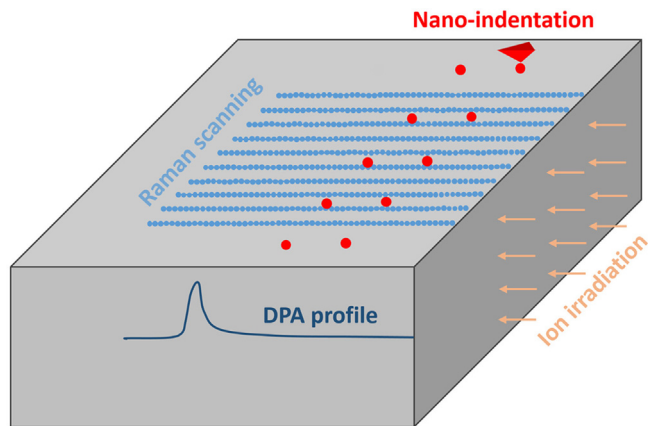 Nano-indentation
Raman scanning
DPA profile
Ion irradiation